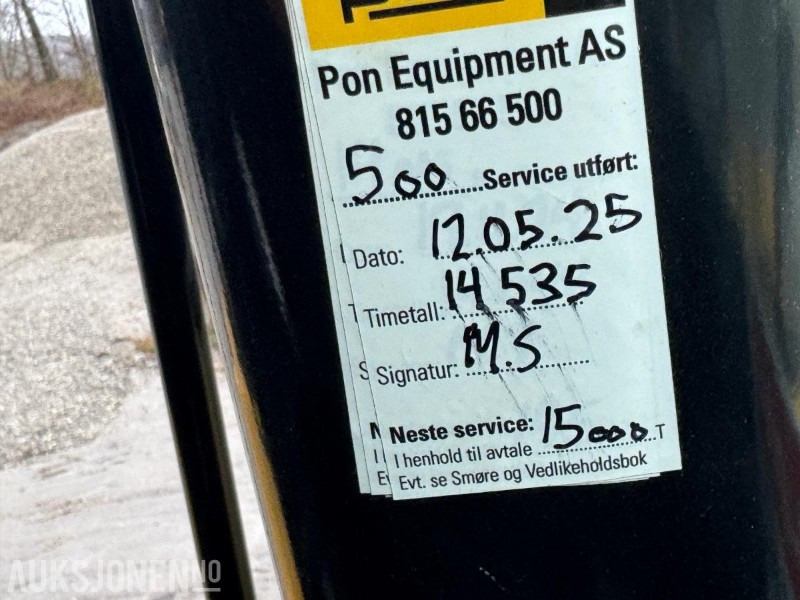 Pon Equipment AS
815 66 500
500 Service utført:
Dato: 12.05.25
Timetall: 14 535
Signatur: M.S
Neste service: 15000 T
I henhold til avtale
Evt. se Smøre og Vedlikeholdsbok
AUKSJONEN.NO